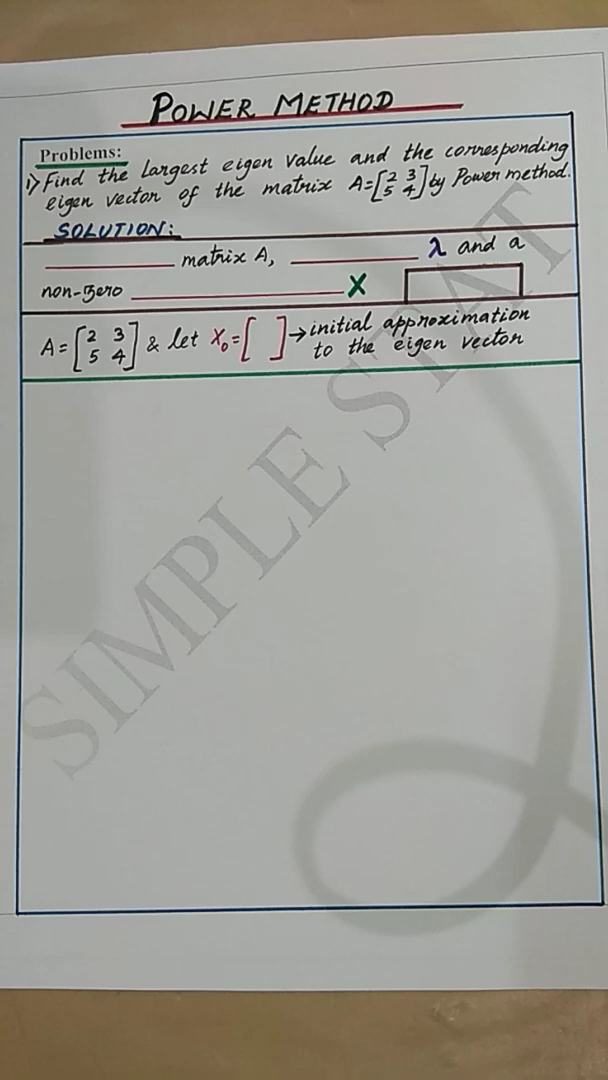 POWER METHOD
Problems:
1) Find the largest eigen value and the corresponding
eigen vector of the matrix A=[2 3 5 4] by Power method.
SOLUTION:
matrix A, λ and a
non-zero X
A=[2 3 5 4] & let X₀=[ ] → initial approximation
to the eigen vector
SIMPLE STAT